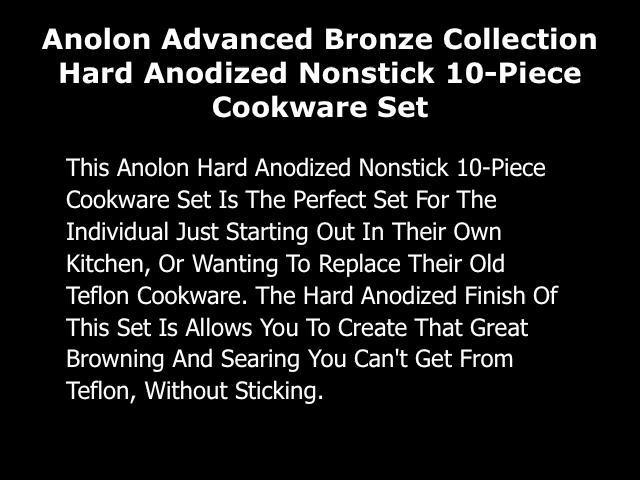 Anolon Advanced Bronze Collection
Hard Anodized Nonstick 10-Piece
Cookware Set
This Anolon Hard Anodized Nonstick 10-Piece
Cookware Set Is The Perfect Set For The
Individual Just Starting Out In Their Own
Kitchen, Or Wanting To Replace Their Old
Teflon Cookware. The Hard Anodized Finish Of
This Set Is Allows You To Create That Great
Browning And Searing You Can't Get From
Teflon, Without Sticking.